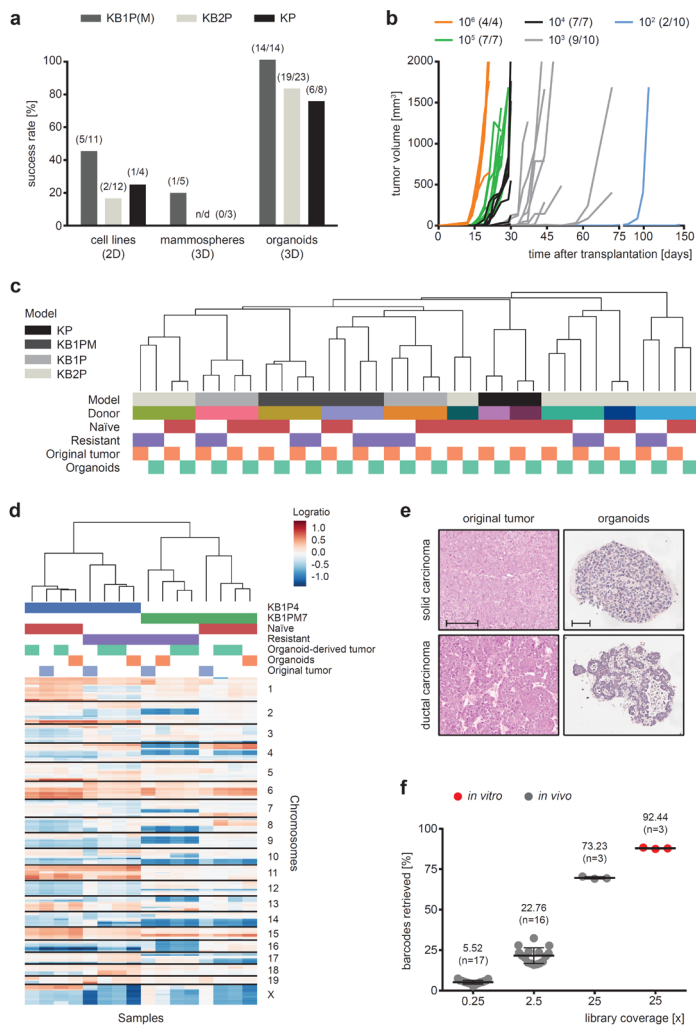 a
KB1P(M) KB2P KP
success rate [%]
100
80
60
40
20
0
(5/11)
(2/12)
(1/4)
(1/5)
n/d (0/3)
(14/14)
(19/23)
(6/8)
cell lines
(2D)
mammospheres
(3D)
organoids
(3D)
b
10⁶ (4/4) 10⁴ (7/7) 10² (2/10)
10⁵ (7/7) 10³ (9/10)
tumor volume [mm³]
2000
1500
1000
500
0
0 15 30 45 60 75 100 150
time after transplantation [days]
c
Model
KP
KB1PM
KB1P
KB2P
Model
Donor
Naïve
Resistant
Original tumor
Organoids
d
Logratio
1.0
0.5
0.0
-0.5
-1.0
KB1P4
KB1PM7
Naïve
Resistant
Organoid-derived tumor
Organoids
Original tumor
1
2
3
4
5
6
7
8
9
10
11
12
13
14
15
16
17
18
19
X
Chromosomes
Samples
e
original tumor organoids
solid carcinoma
ductal carcinoma
f
in vitro in vivo
barcodes retrieved [%]
100
75
50
25
0
5.52
(n=17)
22.76
(n=16)
73.23
(n=3)
92.44
(n=3)
0.25 2.5 25 25
library coverage [x]